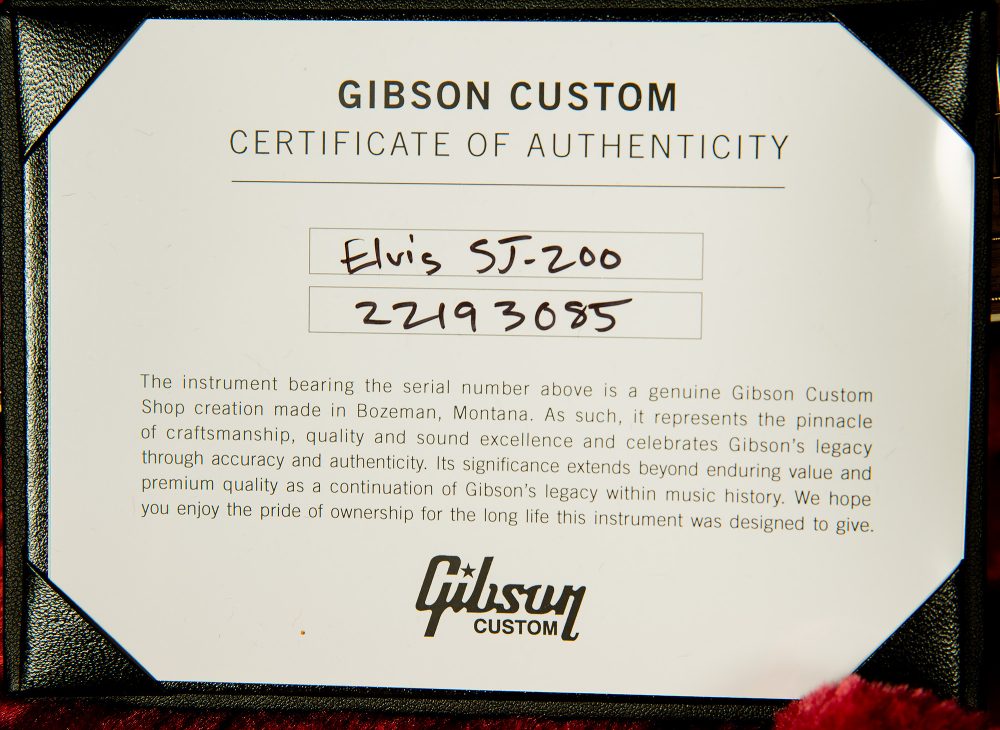 GIBSON CUSTOM
CERTIFICATE OF AUTHENTICITY
Elvis SJ-200
22193085
The instrument bearing the serial number above is a genuine Gibson Custom
Shop creation made in Bozeman, Montana. As such, it represents the pinnacle
of craftsmanship, quality and sound excellence and celebrates Gibson's legacy
through accuracy and authenticity. Its significance extends beyond enduring value and
premium quality as a continuation of Gibson's legacy within music history. We hope
you enjoy the pride of ownership for the long life this instrument was designed to give.
Gibson
CUSTOM